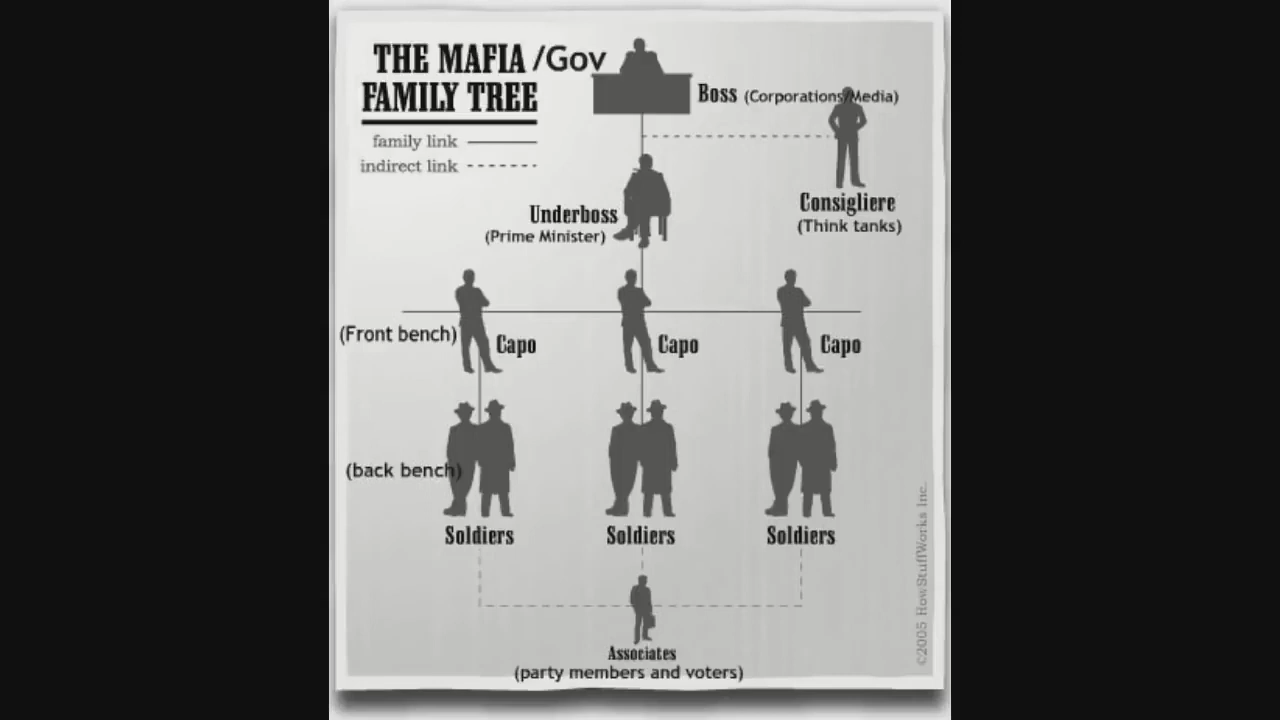 THE MAFIA /Gov
FAMILY TREE
family link
indirect link
Boss (Corporations/Media)
Consigliere
(Think tanks)
Underboss
(Prime Minister)
(Front bench)
Capo
Capo
Capo
(back bench)
Soldiers
Soldiers
Soldiers
Associates
(party members and voters)
©2005 HowStuffWorks Inc.